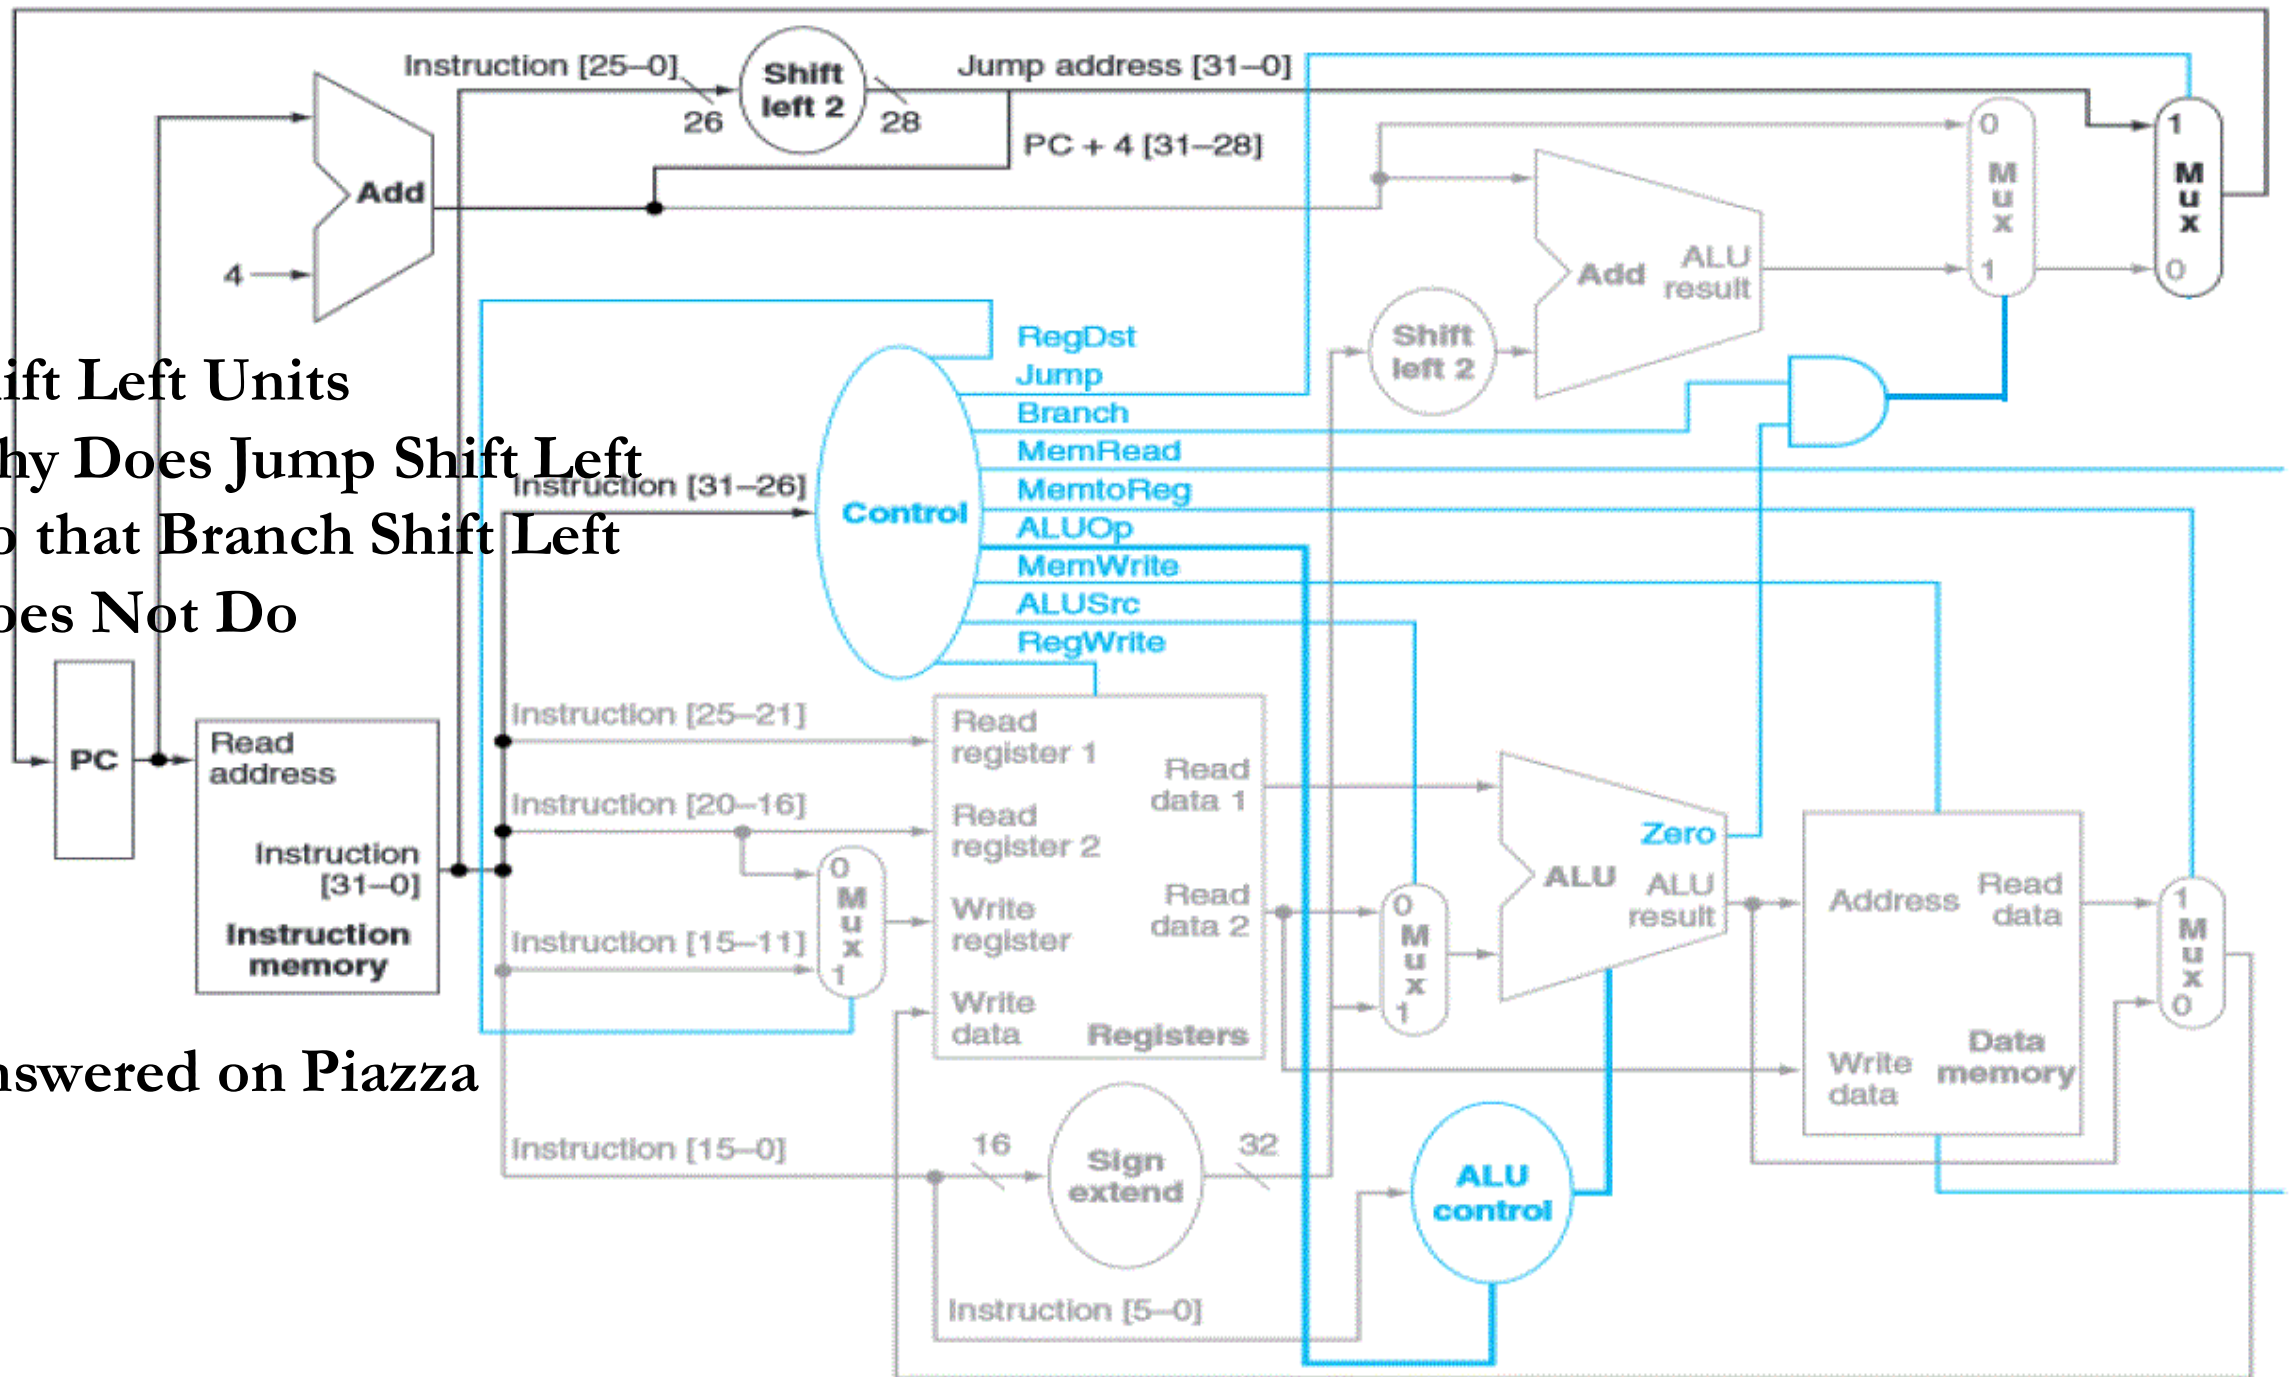 Instruction [25–0]
26
Shift
left 2
28
Jump address [31–0]
PC + 4 [31–28]
Add
4
0
M
u
x
1
1
M
u
x
0
Add
ALU
result
Shift
left 2
RegDst
Jump
Branch
MemRead
MemtoReg
ALUOp
MemWrite
ALUSrc
RegWrite
Control
ift Left Units
hy Does Jump Shift Left
o that Branch Shift Left
oes Not Do
Instruction [31–26]
PC
Read
address
Instruction
[31–0]
Instruction
memory
Instruction [25–21]
Instruction [20–16]
Instruction [15–11]
0
M
u
x
1
Read
register 1
Read
register 2
Write
register
Write
data
Read
data 1
Read
data 2
Registers
0
M
u
x
1
Zero
ALU
ALU
result
Address
Read
data
Write
data
Data
memory
1
M
u
x
0
nswered on Piazza
Instruction [15–0]
16
Sign
extend
32
ALU
control
Instruction [5–0]